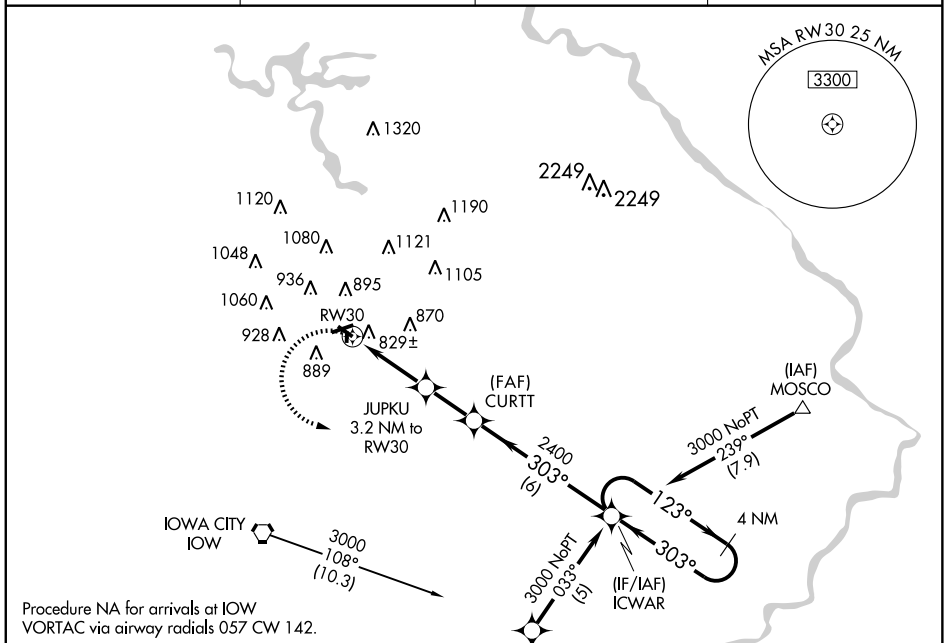 MSA RW30 25 NM
3300
1320
2249
2249
1120
1190
1080
1121
1048
1105
936
895
1060
RW30
870
928
829±
889
JUPKU
3.2 NM to
RW30
(FAF)
CURTT
(IAF)
MOSCO
3000 NoPT
239°
(7.9)
2400
303°
(6)
123°
4 NM
303°
IOWA CITY
IOW
3000
108°
(10.3)
3000 NoPT
033°
(5)
(IF/IAF)
ICWAR
Procedure NA for arrivals at IOW
VORTAC via airway radials 057 CW 142.